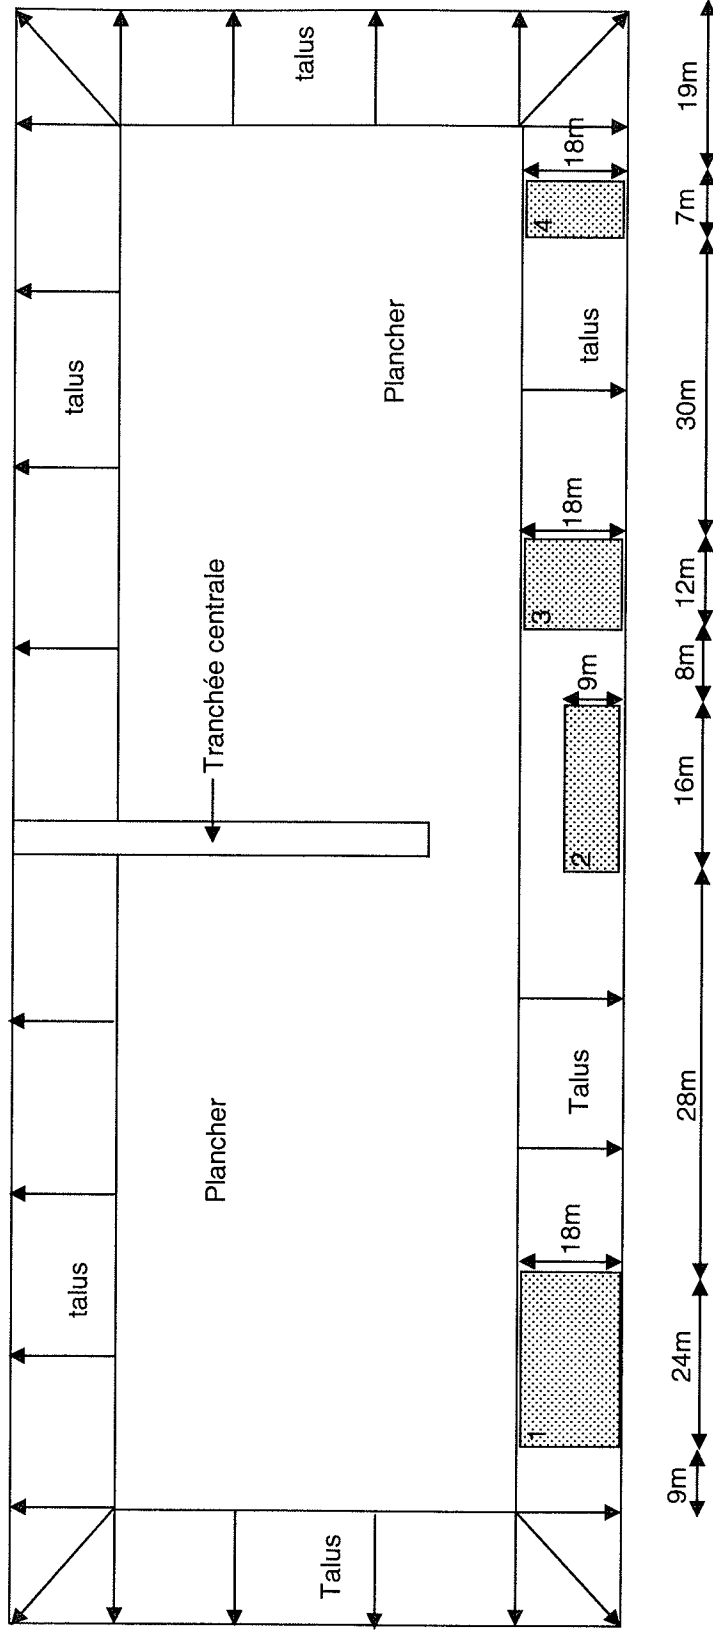 talus
talus
talus
Tranchée centrale
Plancher
Plancher
Talus
1
18m
Talus
2
9m
3
18m
talus
4
18m
9m
24m
28m
16m
8m
12m
30m
7m
19m